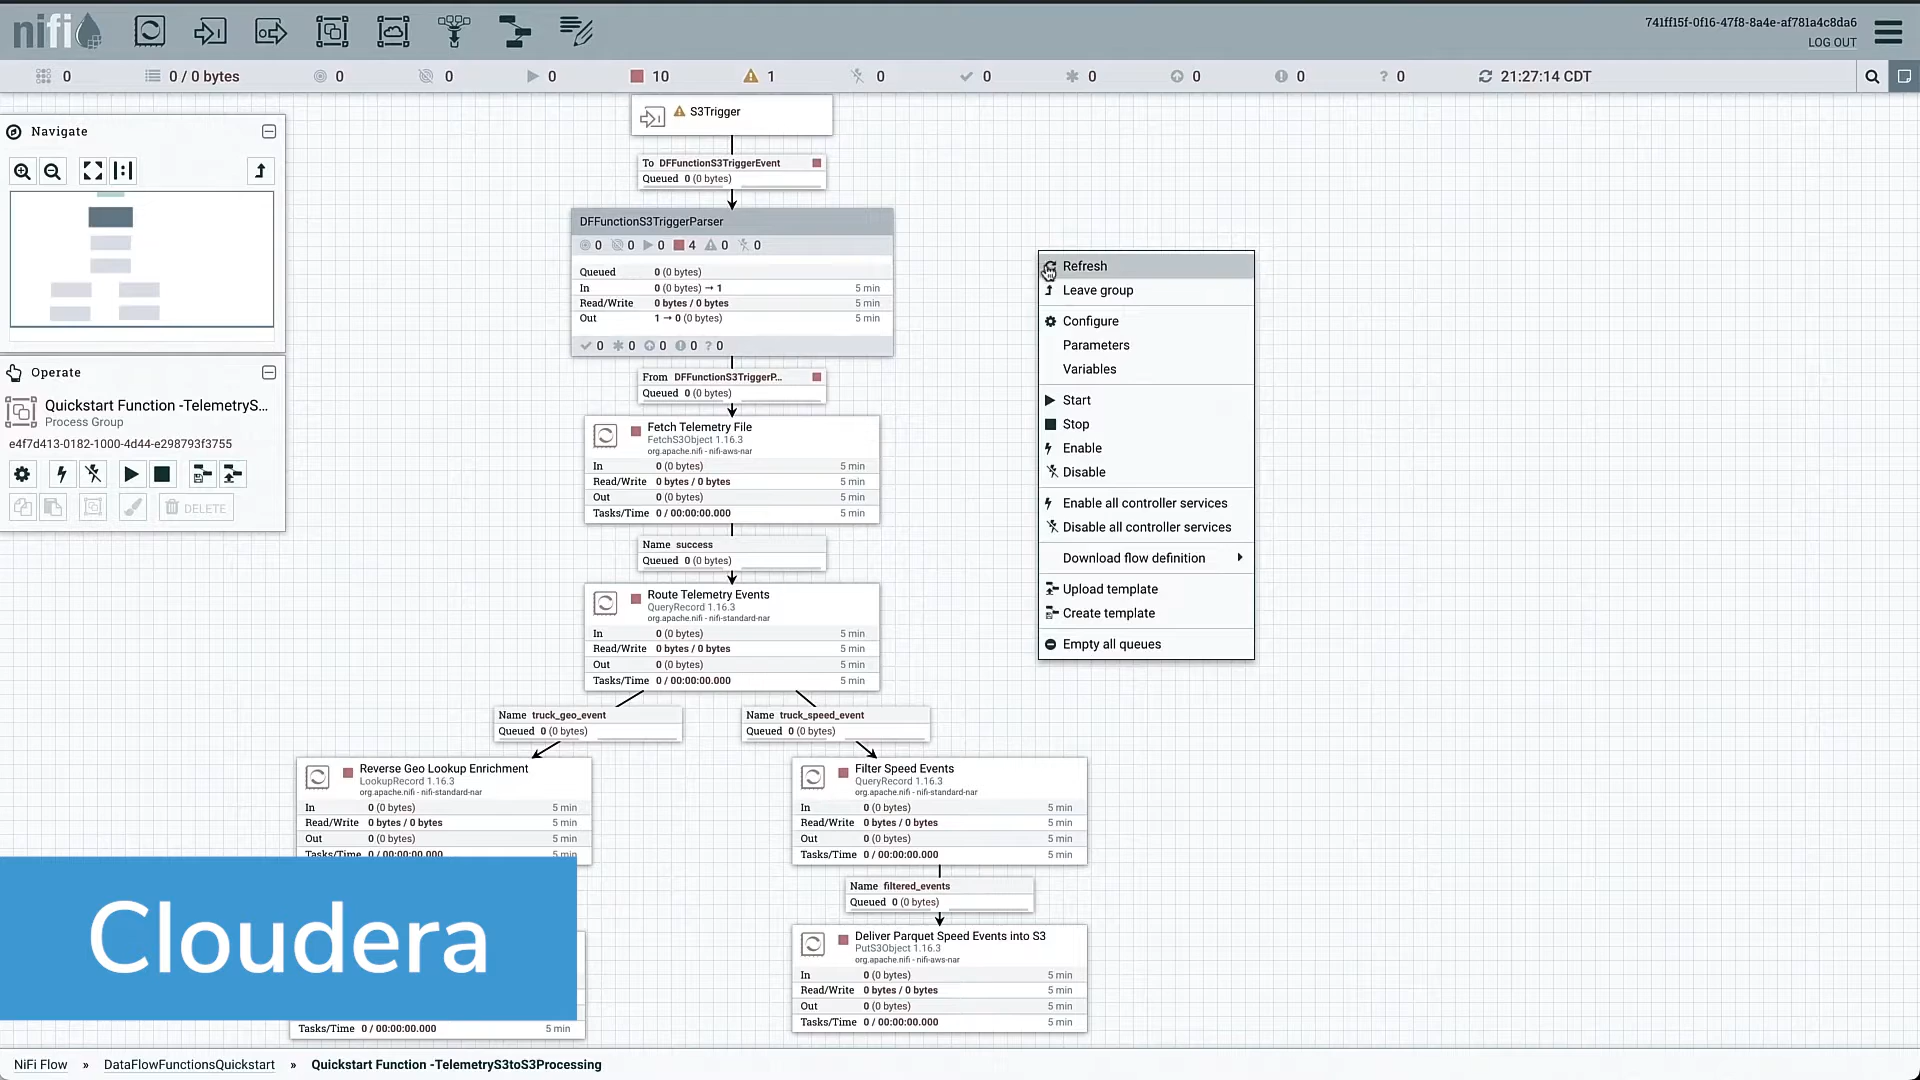 nifi
741ff15f-0f16-47f8-8a4e-af781a4c8da6
LOG OUT
0 0 / 0 bytes 0 0 0 10 1 0 0 0 0 0 ? 0 21:27:14 CDT
Navigate
Operate
Quickstart Function -TelemetryS...
Process Group
e4f7d413-0182-1000-4d44-e298793f3755
DELETE
S3Trigger
To DFFunctionS3TriggerEvent
Queued 0 (0 bytes)
DFFunctionS3TriggerParser
0 0 0 4 0 0
Queued 0 (0 bytes)
In 0 (0 bytes) → 1 5 min
Read/Write 0 bytes / 0 bytes 5 min
Out 1 → 0 (0 bytes) 5 min
0 0 0 0 ? 0
From DFFunctionS3TriggerP...
Queued 0 (0 bytes)
Fetch Telemetry File
FetchS3Object 1.16.3
org.apache.nifi - nifi-aws-nar
In 0 (0 bytes) 5 min
Read/Write 0 bytes / 0 bytes 5 min
Out 0 (0 bytes) 5 min
Tasks/Time 0 / 00:00:00.000 5 min
Name success
Queued 0 (0 bytes)
Route Telemetry Events
QueryRecord 1.16.3
org.apache.nifi - nifi-standard-nar
In 0 (0 bytes) 5 min
Read/Write 0 bytes / 0 bytes 5 min
Out 0 (0 bytes) 5 min
Tasks/Time 0 / 00:00:00.000 5 min
Name truck_geo_event
Queued 0 (0 bytes)
Name truck_speed_event
Queued 0 (0 bytes)
Reverse Geo Lookup Enrichment
LookupRecord 1.16.3
org.apache.nifi - nifi-standard-nar
In 0 (0 bytes) 5 min
Read/Write 0 bytes / 0 bytes 5 min
Out 0 (0 bytes) 5 min
Tasks/Time 0 / 00:00:00.000 5 min
Filter Speed Events
QueryRecord 1.16.3
org.apache.nifi - nifi-standard-nar
In 0 (0 bytes) 5 min
Read/Write 0 bytes / 0 bytes 5 min
Out 0 (0 bytes) 5 min
Tasks/Time 0 / 00:00:00.000 5 min
Name filtered_events
Queued 0 (0 bytes)
Deliver Parquet Speed Events into S3
PutS3Object 1.16.3
org.apache.nifi - nifi-aws-nar
In 0 (0 bytes) 5 min
Read/Write 0 bytes / 0 bytes 5 min
Out 0 (0 bytes) 5 min
Tasks/Time 0 / 00:00:00.000 5 min
Tasks/Time 0 / 00:00:00.000 5 min
Refresh
Leave group
Configure
Parameters
Variables
Start
Stop
Enable
Disable
Enable all controller services
Disable all controller services
Download flow definition
Upload template
Create template
Empty all queues
Cloudera
NiFi Flow » DataFlowFunctionsQuickstart » Quickstart Function -TelemetryS3toS3Processing